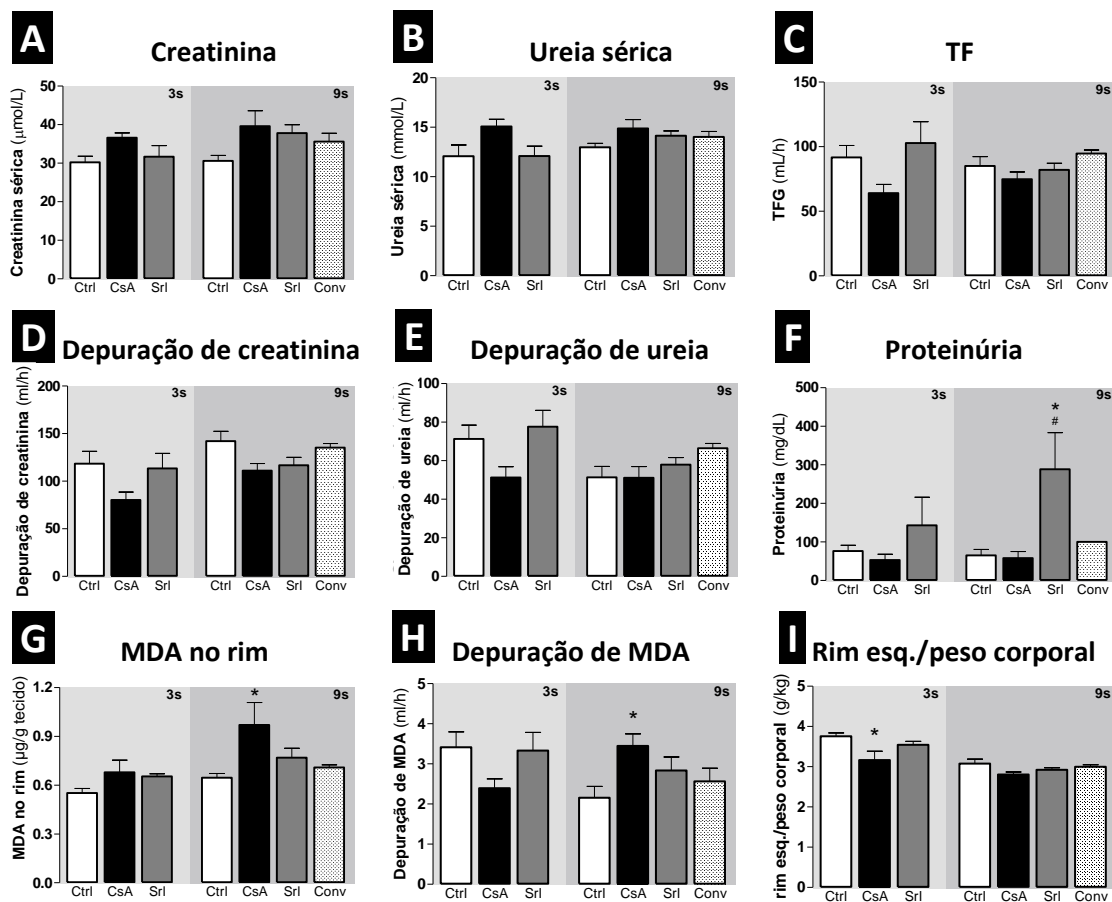 A
Creatinina
Creatinina sérica (µmol/L)
50
40
30
20
10
0
3s
9s
Ctrl CsA Srl Ctrl CsA Srl Conv
B
Ureia sérica
Ureia sérica (mmol/L)
20
15
10
5
0
3s
9s
Ctrl CsA Srl Ctrl CsA Srl Conv
C
TF
TFG (mL/h)
150
100
50
0
3s
9s
Ctrl CsA Srl Ctrl CsA Srl Conv
D
Depuração de creatinina
Depuração de creatinina (ml/h)
200
150
100
50
0
3s
9s
Ctrl CsA Srl Ctrl CsA Srl Conv
E
Depuração de ureia
Depuração de ureia (ml/h)
100
80
60
40
20
0
3s
9s
Ctrl CsA Srl Ctrl CsA Srl Conv
F
Proteinúria
Proteinúria (mg/dL)
500
400
300
200
100
0
3s
9s
*
#
Ctrl CsA Srl Ctrl CsA Srl Conv
G
MDA no rim
MDA no rim (µg/g tecido)
1.2
0.9
0.6
0.3
0.0
3s
9s
*
Ctrl CsA Srl Ctrl CsA Srl Conv
H
Depuração de MDA
Depuração de MDA (ml/h)
5
4
3
2
1
0
3s
9s
*
Ctrl CsA Srl Ctrl CsA Srl Conv
I
Rim esq./peso corporal
rim esq./peso corporal (g/kg)
5
4
3
2
1
0
3s
9s
*
Ctrl CsA Srl Ctrl CsA Srl Conv